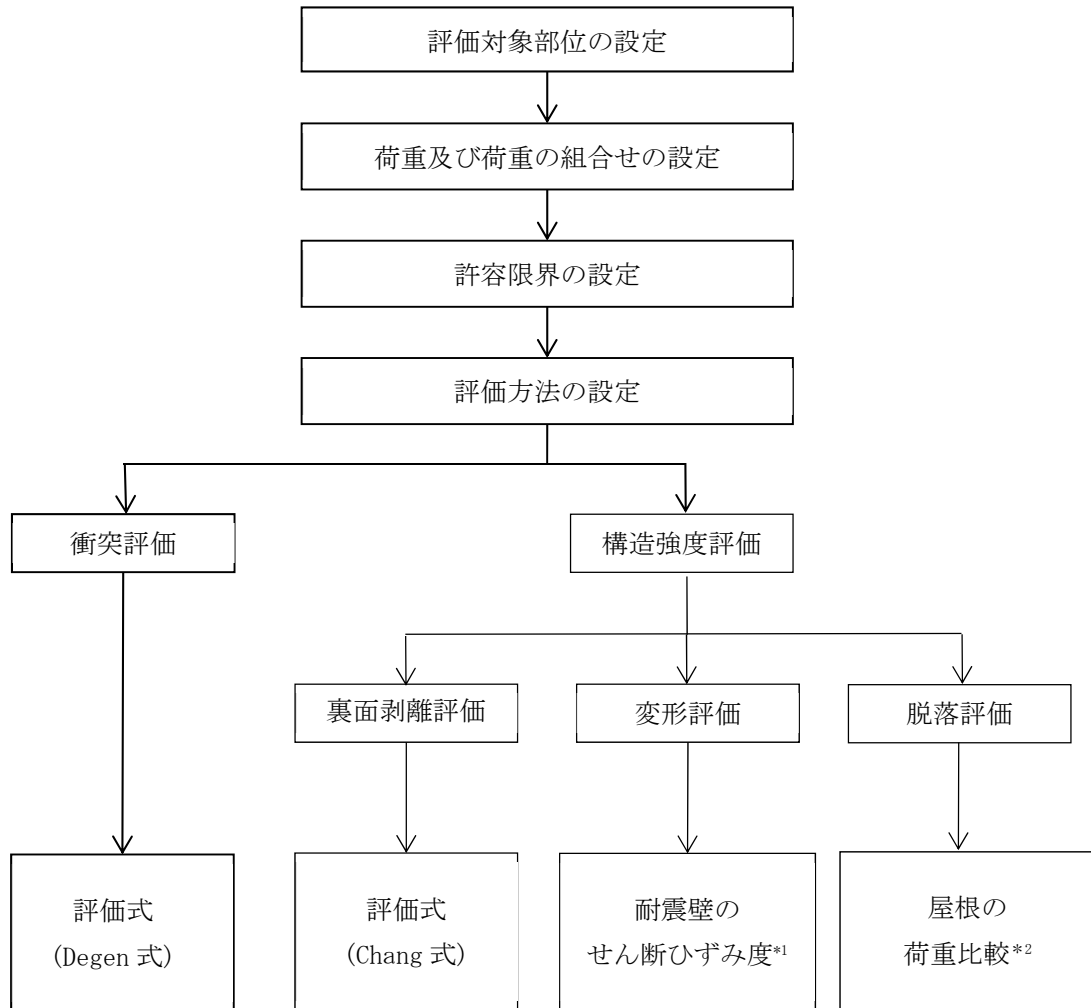 評価対象部位の設定
荷重及び荷重の組合せの設定
許容限界の設定
評価方法の設定
衝突評価
構造強度評価
裏面剥離評価
変形評価
脱落評価
評価式
(Degen 式)
評価式
(Chang 式)
耐震壁の
せん断ひずみ度*1
屋根の
荷重比較*2